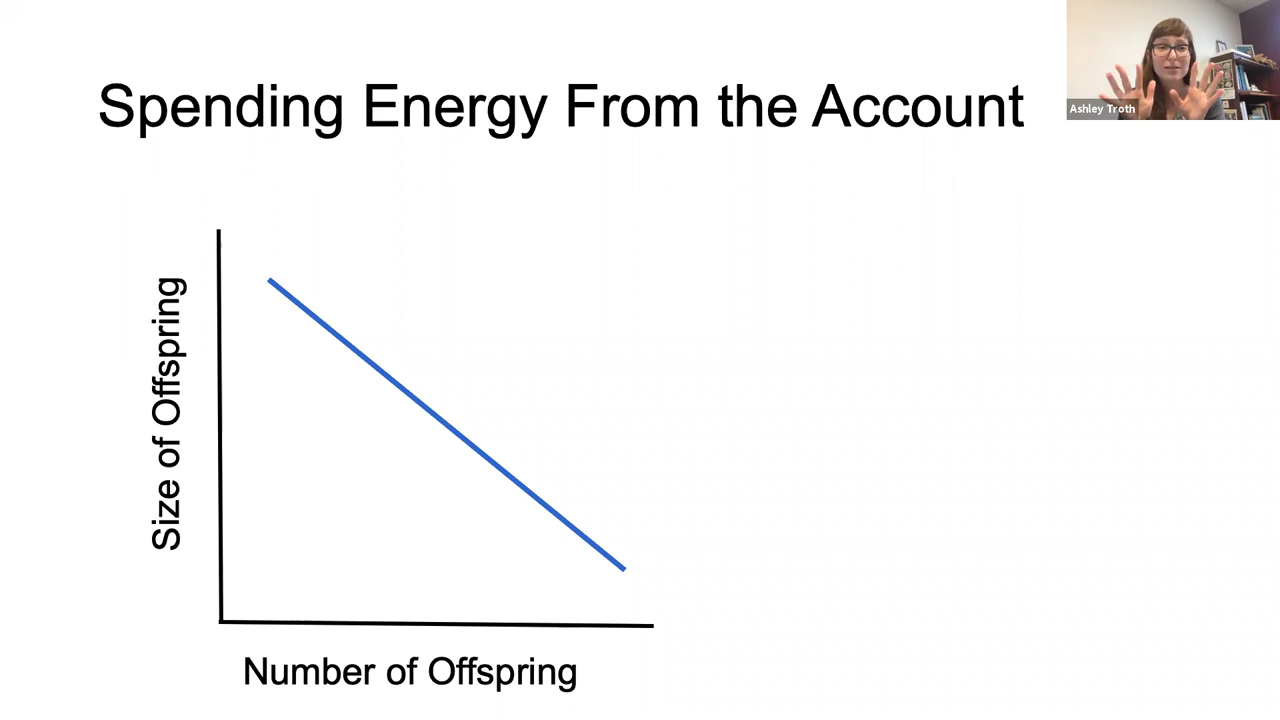 Spending Energy From the Account
Ashley Troth
Size of Offspring
Number of Offspring